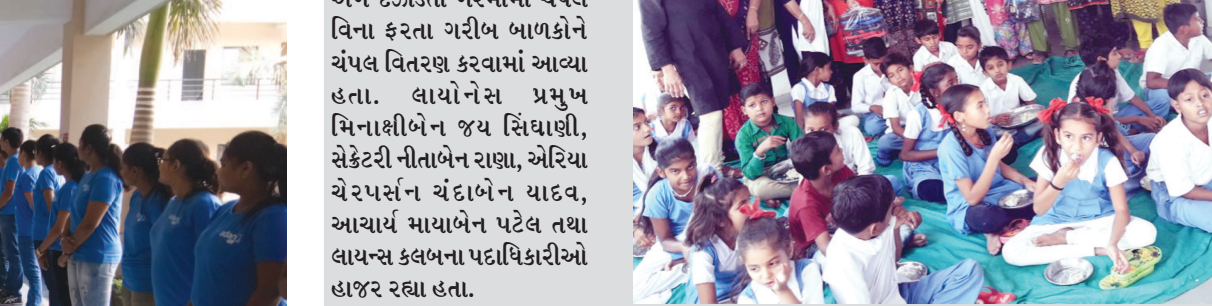 વિના ફરતા ગરીબ બાળકોને
ચંપલ વિતરણ કરવામાં આવ્યા
હતા. લાયોનેસ પ્રમુખ
મિનાક્ષીબેન જય સિંઘાણી,
સેક્રેટરી નીતાબેન રાણા, એરિયા
ચેરપર્સન ચંદાબેન યાદવ,
આચાર્ય માયાબેન પટેલ તથા
લાયન્સ કલબના પદાધિકારીઓ
હાજર રહ્યા હતા.